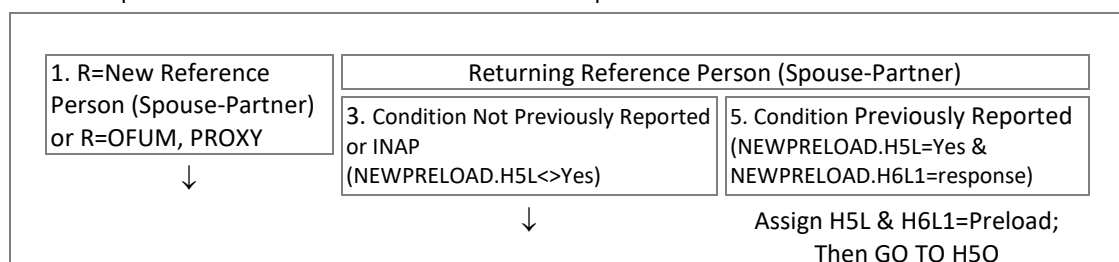 1. R=New Reference
Person (Spouse-Partner)
or R=OFUM, PROXY
↓
Returning Reference Person (Spouse-Partner)
3. Condition Not Previously Reported
or INAP
(NEWPRELOAD.H5L<>Yes)
↓
5. Condition Previously Reported
(NEWPRELOAD.H5L=Yes &
NEWPRELOAD.H6L1=response)
Assign H5L & H6L1=Preload;
Then GO TO H5O